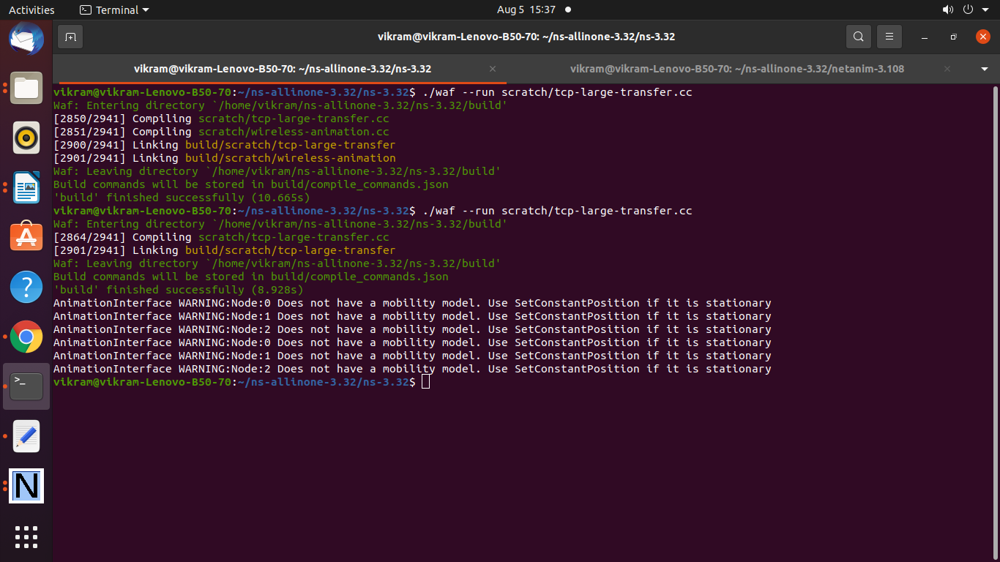 Activities
Terminal
Aug 5 15:37
vikram@vikram-Lenovo-B50-70: ~/ns-allinone-3.32/ns-3.32
vikram@vikram-Lenovo-B50-70: ~/ns-allinone-3.32/ns-3.32
vikram@vikram-Lenovo-B50-70: ~/ns-allinone-3.32/netanim-3.108
vikram@vikram-Lenovo-B50-70:~/ns-allinone-3.32/ns-3.32$ ./waf --run scratch/tcp-large-transfer.cc
Waf: Entering directory `/home/vikram/ns-allinone-3.32/ns-3.32/build'
[2850/2941] Compiling scratch/tcp-large-transfer.cc
[2851/2941] Compiling scratch/wireless-animation.cc
[2900/2941] Linking build/scratch/tcp-large-transfer
[2901/2941] Linking build/scratch/wireless-animation
Waf: Leaving directory `/home/vikram/ns-allinone-3.32/ns-3.32/build'
Build commands will be stored in build/compile_commands.json
'build' finished successfully (10.665s)
vikram@vikram-Lenovo-B50-70:~/ns-allinone-3.32/ns-3.32$ ./waf --run scratch/tcp-large-transfer.cc
Waf: Entering directory `/home/vikram/ns-allinone-3.32/ns-3.32/build'
[2864/2941] Compiling scratch/tcp-large-transfer.cc
[2901/2941] Linking build/scratch/tcp-large-transfer
Waf: Leaving directory `/home/vikram/ns-allinone-3.32/ns-3.32/build'
Build commands will be stored in build/compile_commands.json
'build' finished successfully (8.928s)
AnimationInterface WARNING:Node:0 Does not have a mobility model. Use SetConstantPosition if it is stationary
AnimationInterface WARNING:Node:1 Does not have a mobility model. Use SetConstantPosition if it is stationary
AnimationInterface WARNING:Node:2 Does not have a mobility model. Use SetConstantPosition if it is stationary
AnimationInterface WARNING:Node:0 Does not have a mobility model. Use SetConstantPosition if it is stationary
AnimationInterface WARNING:Node:1 Does not have a mobility model. Use SetConstantPosition if it is stationary
AnimationInterface WARNING:Node:2 Does not have a mobility model. Use SetConstantPosition if it is stationary
vikram@vikram-Lenovo-B50-70:~/ns-allinone-3.32/ns-3.32$
N